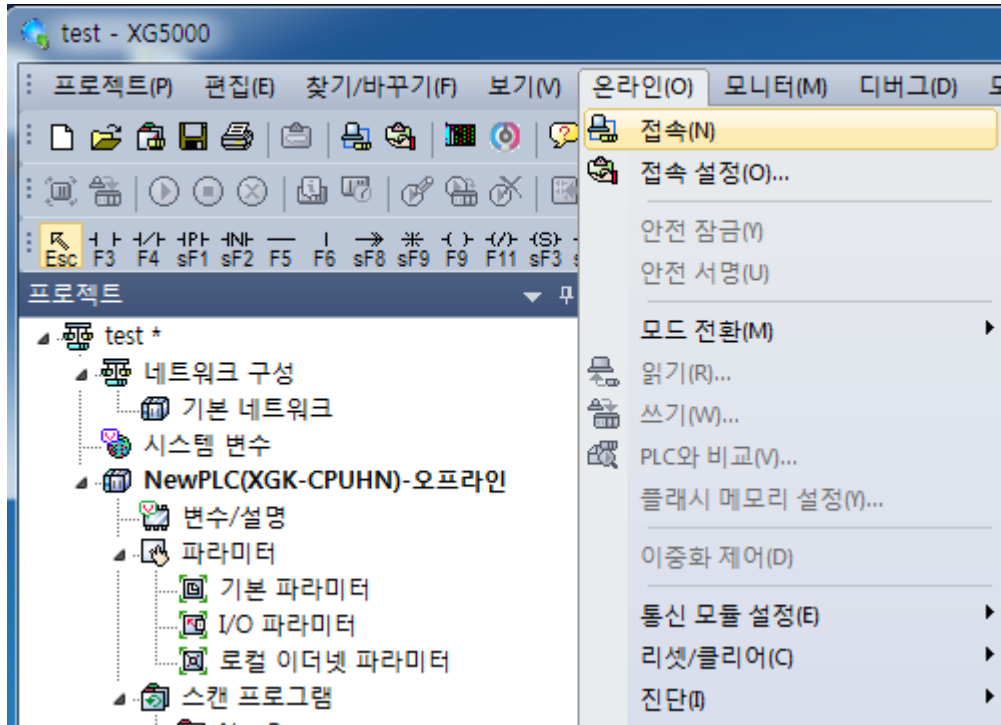 test - XG5000
프로젝트(P) 편집(E) 찾기/바꾸기(F) 보기(V) 온라인(O) 모니터(M) 디버그(D)
접속(N)
접속 설정(O)...
안전 잠금(Y)
안전 서명(U)
모드 전환(M)
읽기(R)...
쓰기(W)...
PLC와 비교(V)...
플래시 메모리 설정(Y)...
이중화 제어(D)
통신 모듈 설정(E)
리셋/클리어(C)
진단(I)
Esc F3 F4 sF1 sF2 F5 F6 sF8 sF9 F9 F11 sF3
프로젝트
test *
네트워크 구성
기본 네트워크
시스템 변수
NewPLC(XGK-CPUHN)-오프라인
변수/설명
파라미터
기본 파라미터
I/O 파라미터
로컬 이더넷 파라미터
스캔 프로그램